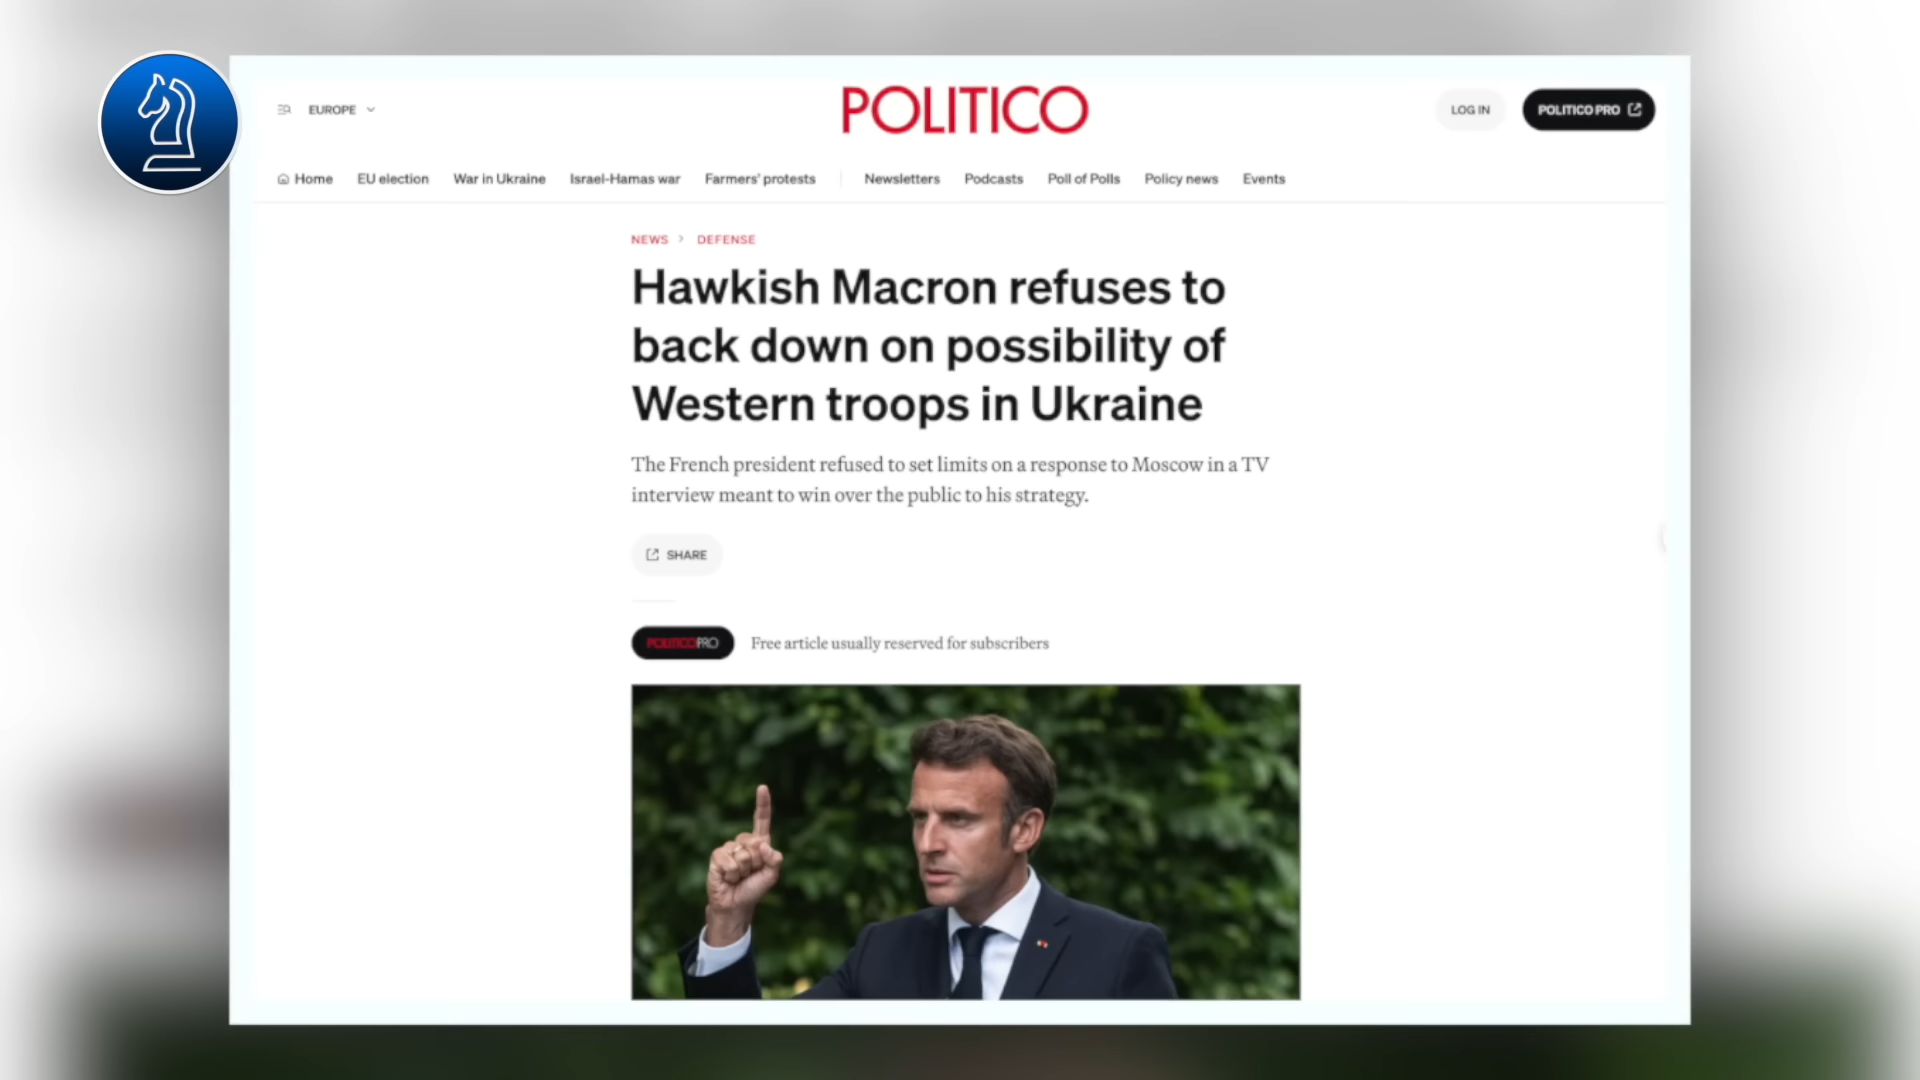 EUROPE
POLITICO
LOG IN
POLITICO PRO
Home EU election War in Ukraine Israel-Hamas war Farmers' protests Newsletters Podcasts Poll of Polls Policy news Events
NEWS > DEFENSE
Hawkish Macron refuses to
back down on possibility of
Western troops in Ukraine
The French president refused to set limits on a response to Moscow in a TV
interview meant to win over the public to his strategy.
SHARE
POLITICOPRO Free article usually reserved for subscribers